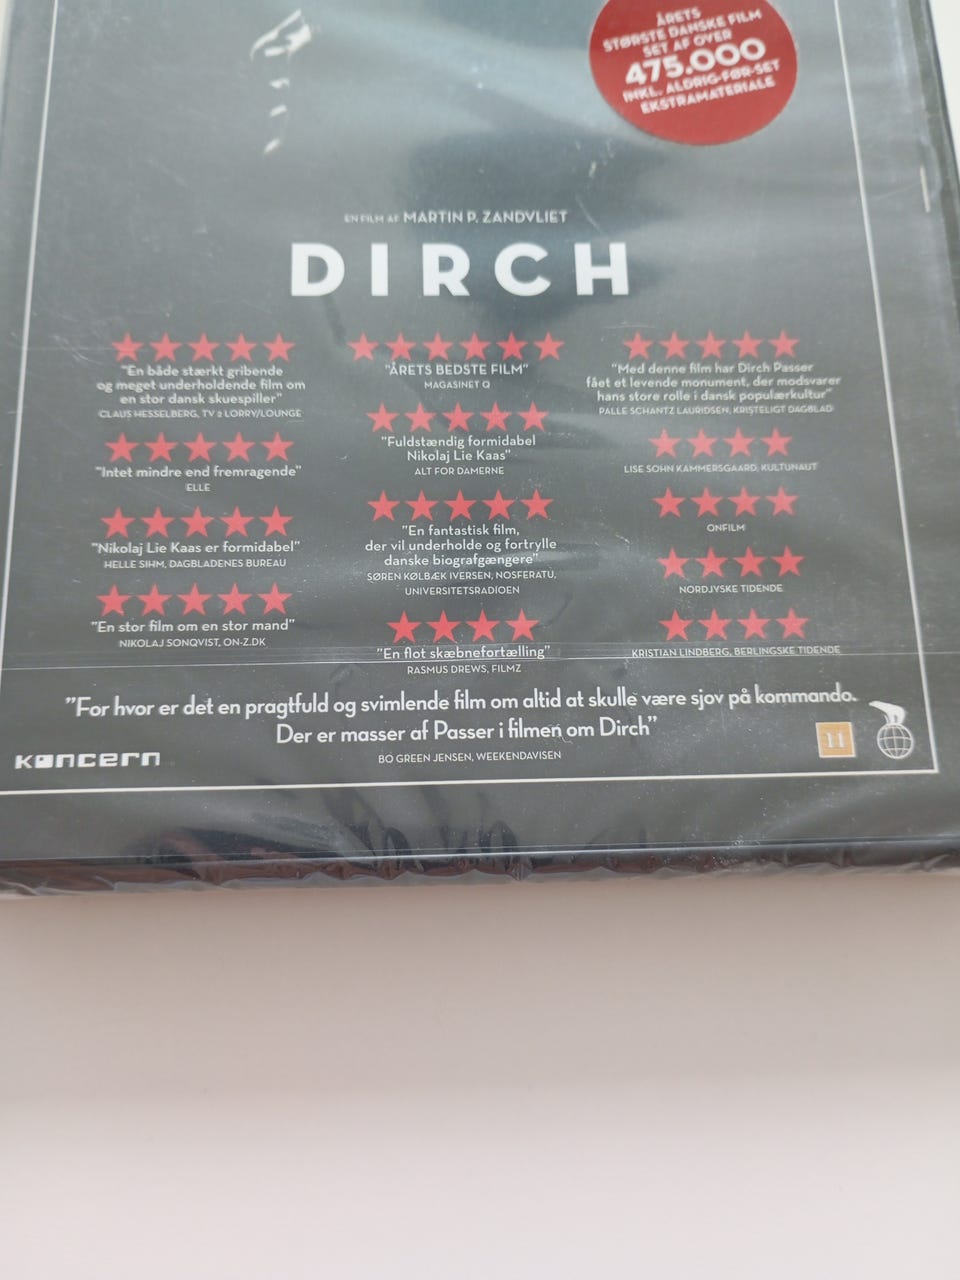 ÅRETS
STØRSTE DANSKE FILM
SET AF OVER
475.000
INKL. ALDRIG-FØR-SET
EKSTRAMATERIALE
EN FILM AF MARTIN P. ZANDVLIET
DIRCH
"En både stærkt gribende
og meget underholdende film om
en stor dansk skuespiller"
CLAUS HESSELBERG, TV 2 LORRY/LOUNGE
"Intet mindre end fremragende"
ELLE
"Nikolaj Lie Kaas er formidabel"
HELLE SIHM, DAGBLADENES BUREAU
"En stor film om en stor mand"
NIKOLAJ SONQVIST, ON-Z.DK
"ÅRETS BEDSTE FILM"
MAGASINET Q
"Fuldstændig formidabel
Nikolaj Lie Kaas"
ALT FOR DAMERNE
"En fantastisk film,
der vil underholde og fortrylle
danske biografgængere"
SØREN KØLBÆK IVERSEN, NOSFERATU,
UNIVERSITETSRADIOEN
"En flot skæbnefortælling"
RASMUS DREWS, FILMZ
"Med denne film har Dirch Passer
fået et levende monument, der modsvarer
hans store rolle i dansk populærkultur"
PALLE SCHANTZ LAURIDSEN, KRISTELIGT DAGBLAD
LISE SOHN KAMMERSGAARD, KULTUNAUT
ONFILM
NORDJYSKE TIDENDE
KRISTIAN LINDBERG, BERLINGSKE TIDENDE
"For hvor er det en pragtfuld og svimlende film om altid at skulle være sjov på kommando.
Der er masser af Passer i filmen om Dirch"
BO GREEN JENSEN, WEEKENDAVISEN
KONCERN
11